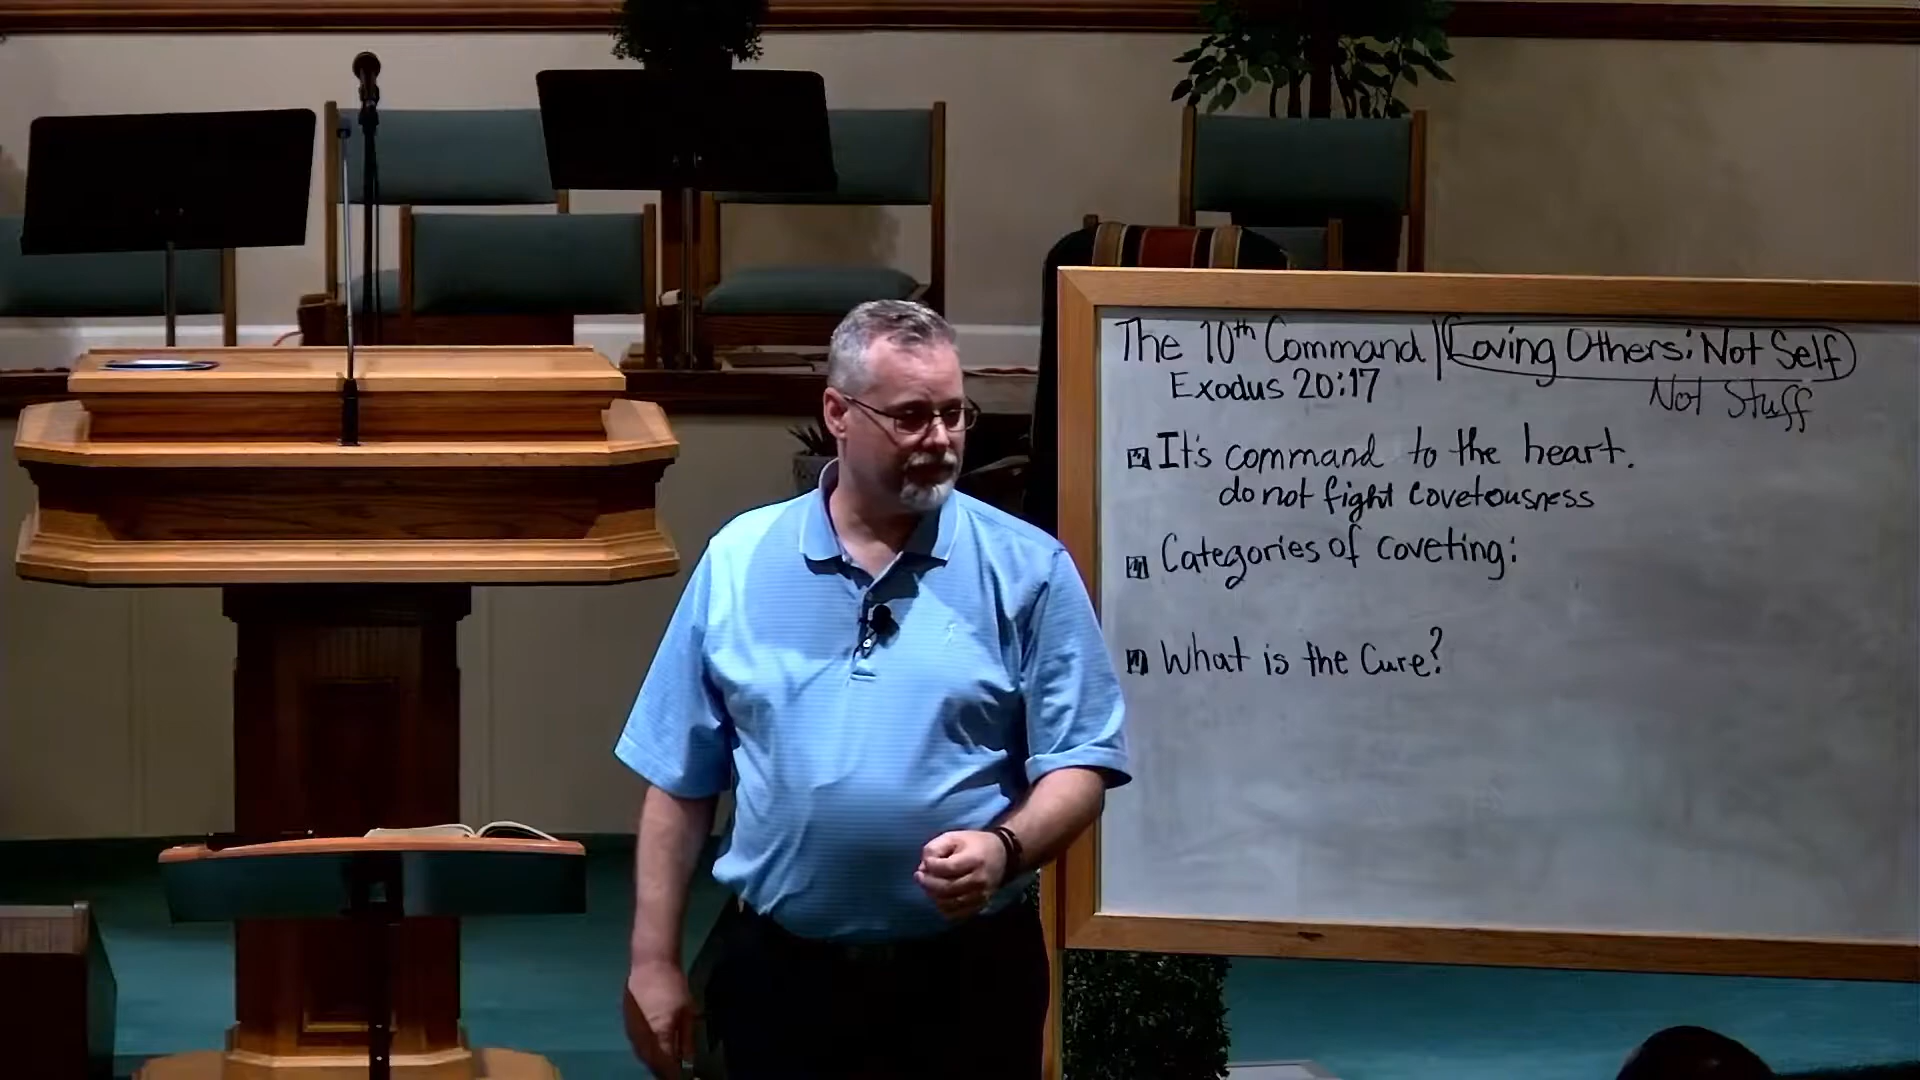 The 10th Command | Loving Others: Not Self
Exodus 20:17
Not Stuff
It's command to the heart.
do not fight covetousness
Categories of coveting:
What is the Cure?